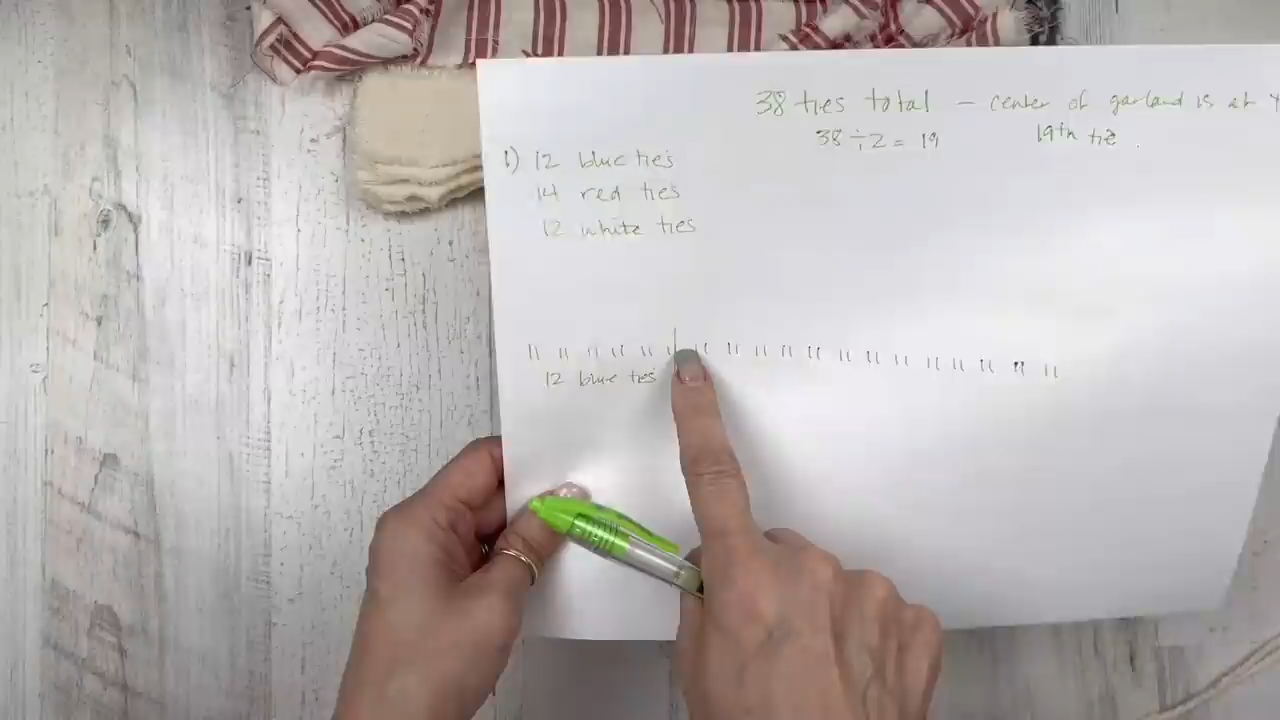 38 ties total - center of garland is at
38 ÷ 2 = 19
19th tie
1) 12 blue ties
14 red ties
12 white ties
12 blue ties